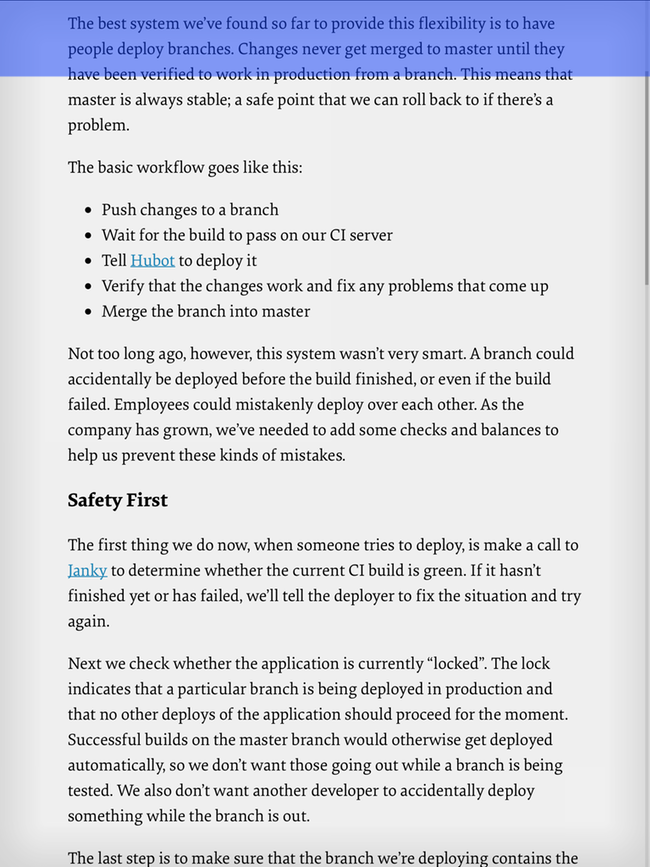 The best system we’ve found so far to provide this flexibility is to have
people deploy branches. Changes never get merged to master until they
have been verified to work in production from a branch. This means that
master is always stable; a safe point that we can roll back to if there’s a
problem.
The basic workflow goes like this:
• Push changes to a branch
• Wait for the build to pass on our CI server
• Tell Hubot to deploy it
• Verify that the changes work and fix any problems that come up
• Merge the branch into master
Not too long ago, however, this system wasn’t very smart. A branch could
accidentally be deployed before the build finished, or even if the build
failed. Employees could mistakenly deploy over each other. As the
company has grown, we’ve needed to add some checks and balances to
help us prevent these kinds of mistakes.
Safety First
The first thing we do now, when someone tries to deploy, is make a call to
Janky to determine whether the current CI build is green. If it hasn’t
finished yet or has failed, we’ll tell the deployer to fix the situation and try
again.
Next we check whether the application is currently “locked”. The lock
indicates that a particular branch is being deployed in production and
that no other deploys of the application should proceed for the moment.
Successful builds on the master branch would otherwise get deployed
automatically, so we don’t want those going out while a branch is being
tested. We also don’t want another developer to accidentally deploy
something while the branch is out.
The last step is to make sure that the branch we’re deploying contains the